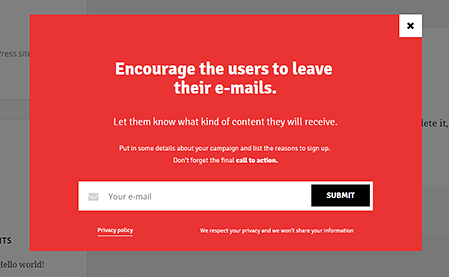 Encourage the users to leave
their e-mails.
Let them know what kind of content they will receive.
Put in some details about your campaign and list the reasons to sign up.
Don't forget the final call to action.
Your e-mail
SUBMIT
Privacy policy
We respect your privacy and we won't share your information
Press site
lete it,
NTS
Hello world!